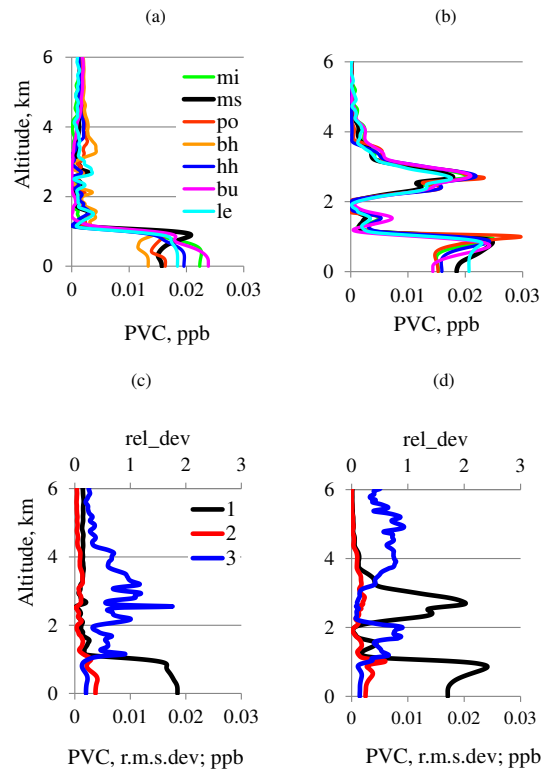 (a)
(b)
6
4
2
0
Altitude, km
mi
ms
po
bh
hh
bu
le
0 0.01 0.02 0.03
PVC, ppb
6
4
2
0
0 0.01 0.02 0.03
PVC, ppb
(c)
(d)
rel_dev
0 1 2 3
6
4
2
0
Altitude, km
1
2
3
0 0.01 0.02 0.03
PVC, r.m.s.dev; ppb
rel_dev
0 1 2 3
6
4
2
0
0 0.01 0.02 0.03
PVC, r.m.s.dev; ppb